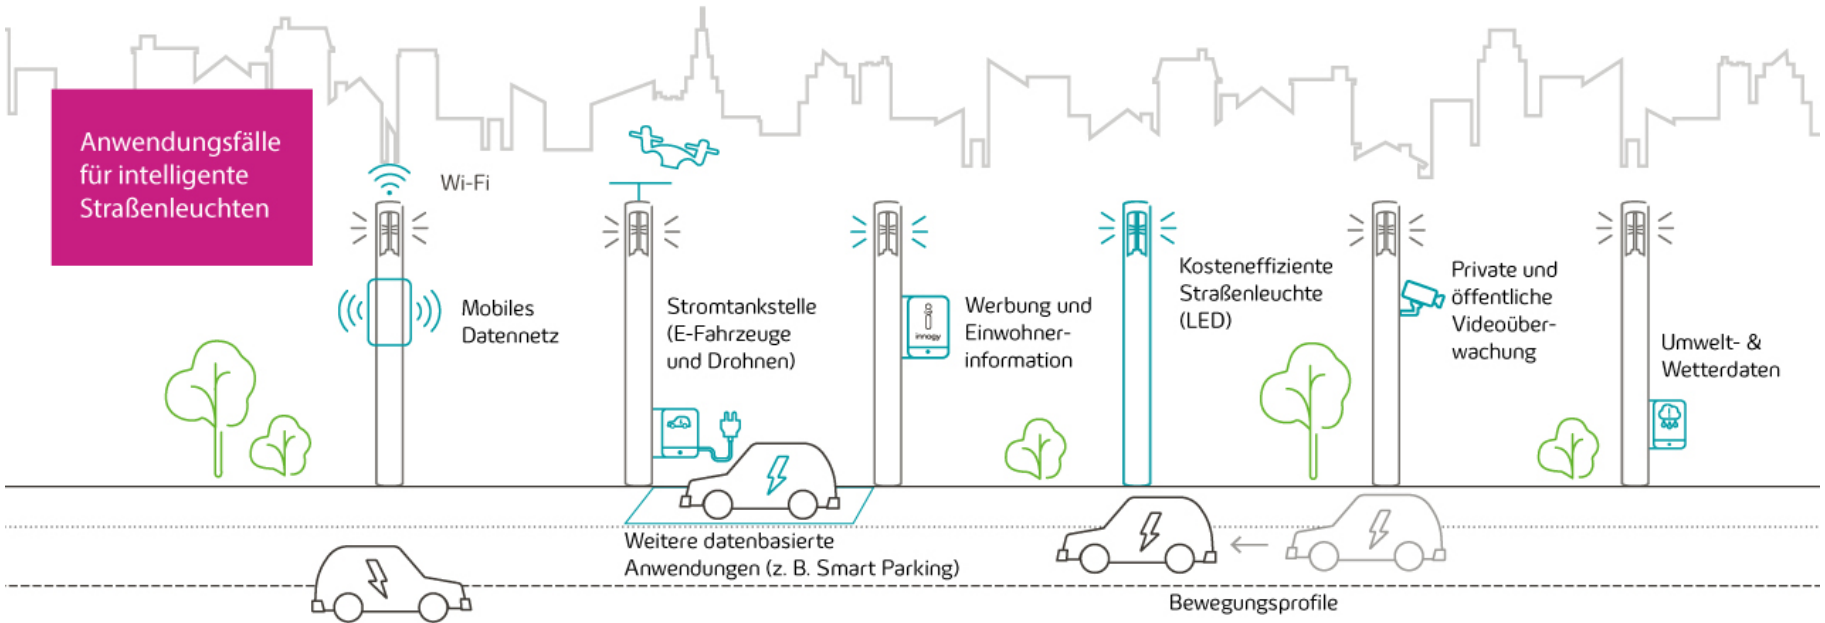 Anwendungsfälle
für intelligente
Straßenleuchten
Wi-Fi
Mobiles
Datennetz
Stromtankstelle
(E-Fahrzeuge
und Drohnen)
innogy
Werbung und
Einwohner-
information
Kosteneffiziente
Straßenleuchte
(LED)
Private und
öffentliche
Videoüber-
wachung
Umwelt- &
Wetterdaten
Weitere datenbasierte
Anwendungen (z. B. Smart Parking)
Bewegungsprofile